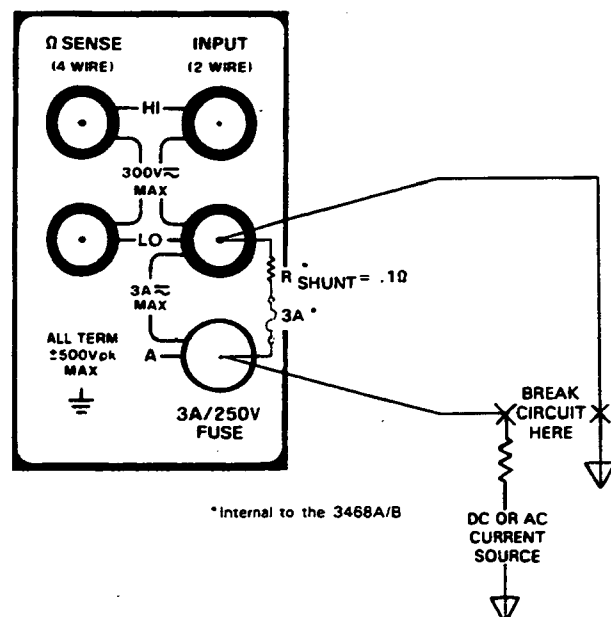 Ω SENSE
(4 WIRE)
INPUT
(2 WIRE)
HI
300V⎓~
MAX
LO
3A⎓~
MAX
R SHUNT = .1Ω
*
3A *
ALL TERM
±500Vpk
MAX
A
3A/250V
FUSE
BREAK
CIRCUIT
HERE
*Internal to the 3468A/B
DC OR AC
CURRENT
SOURCE